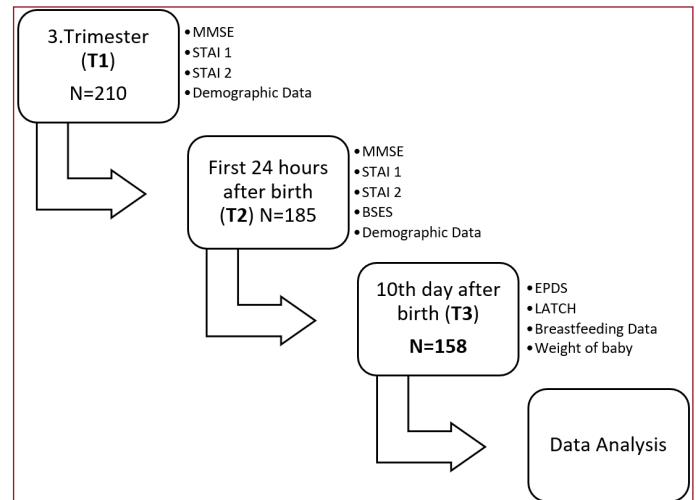 3.Trimester
(T1)
N=210
•MMSE
•STAI 1
•STAI 2
•Demographic Data
First 24 hours
after birth
(T2) N=185
•MMSE
•STAI 1
•STAI 2
•BSES
•Demographic Data
10th day after
birth (T3)
N=158
•EPDS
•LATCH
•Breastfeeding Data
•Weight of baby
Data Analysis